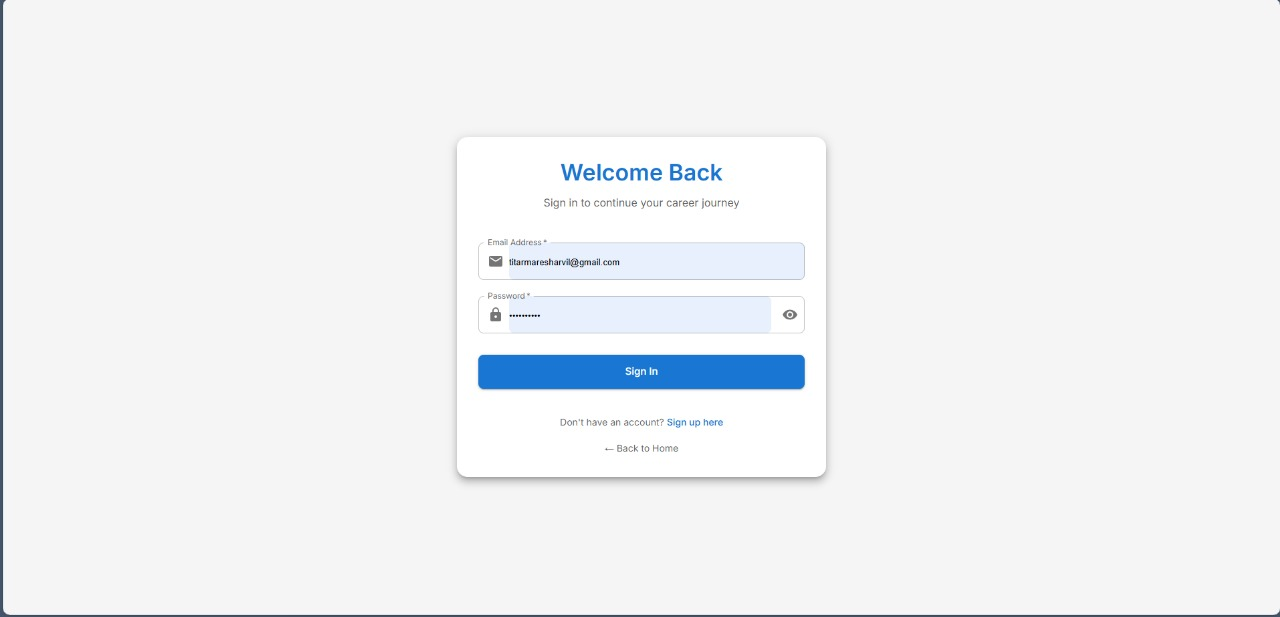 Welcome Back
Sign in to continue your career journey
Email Address *
titarmaresharvil@gmail.com
Password *
••••••••••
Sign In
Don't have an account? Sign up here
← Back to Home